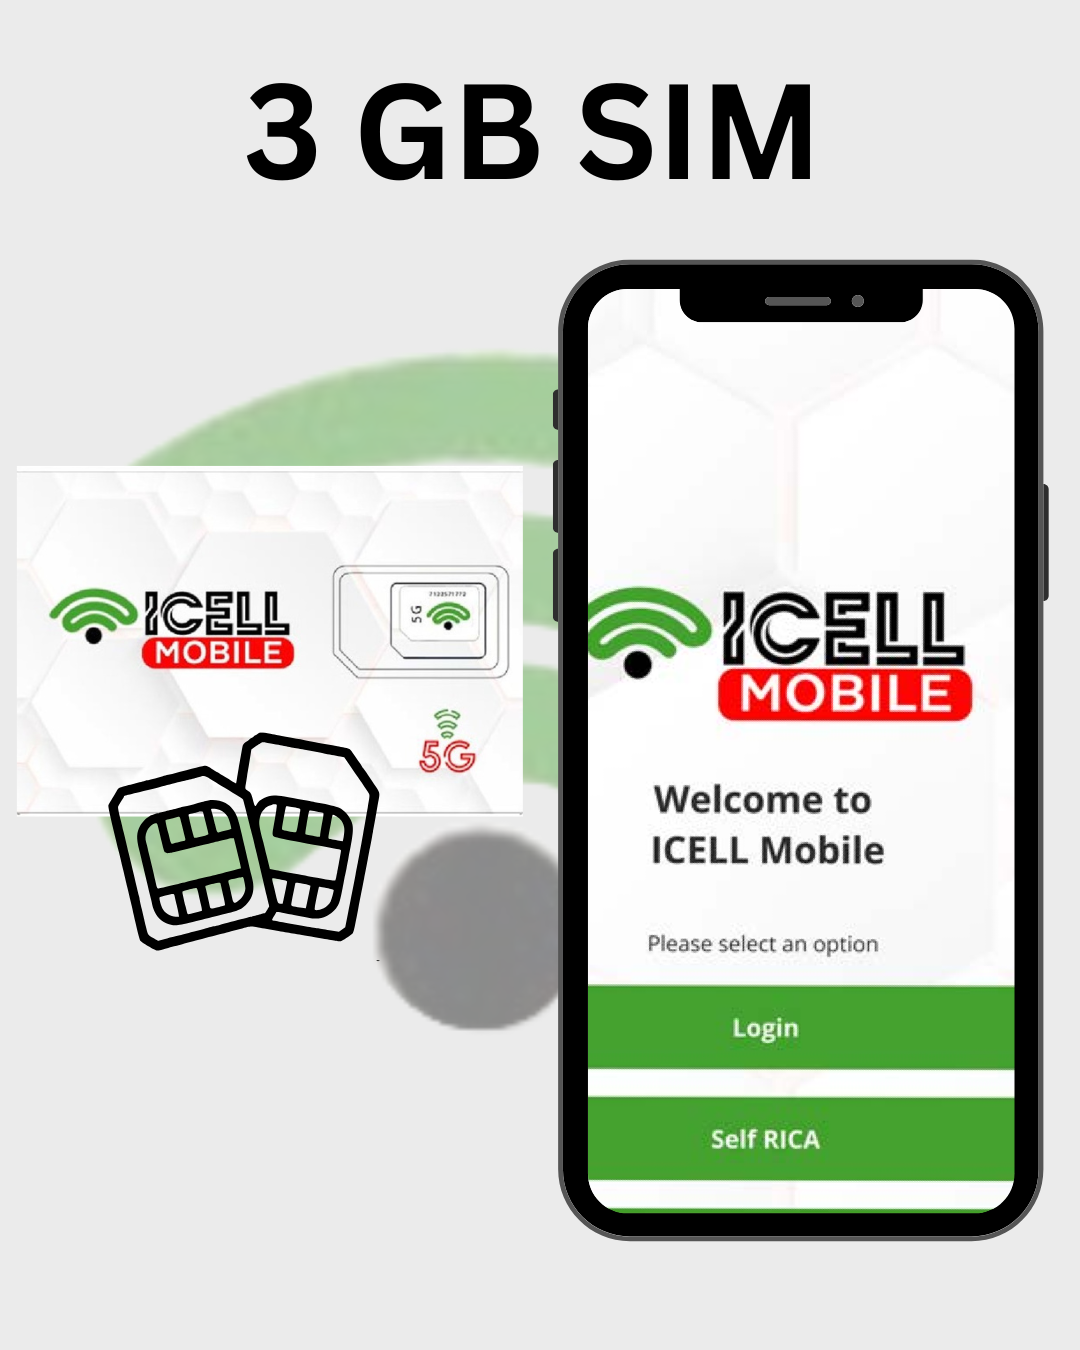 3 GB SIM
ICELL
MOBILE
5G
7123571772
5G
ICELL
MOBILE
Welcome to
ICELL Mobile
Please select an option
Login
Self RICA